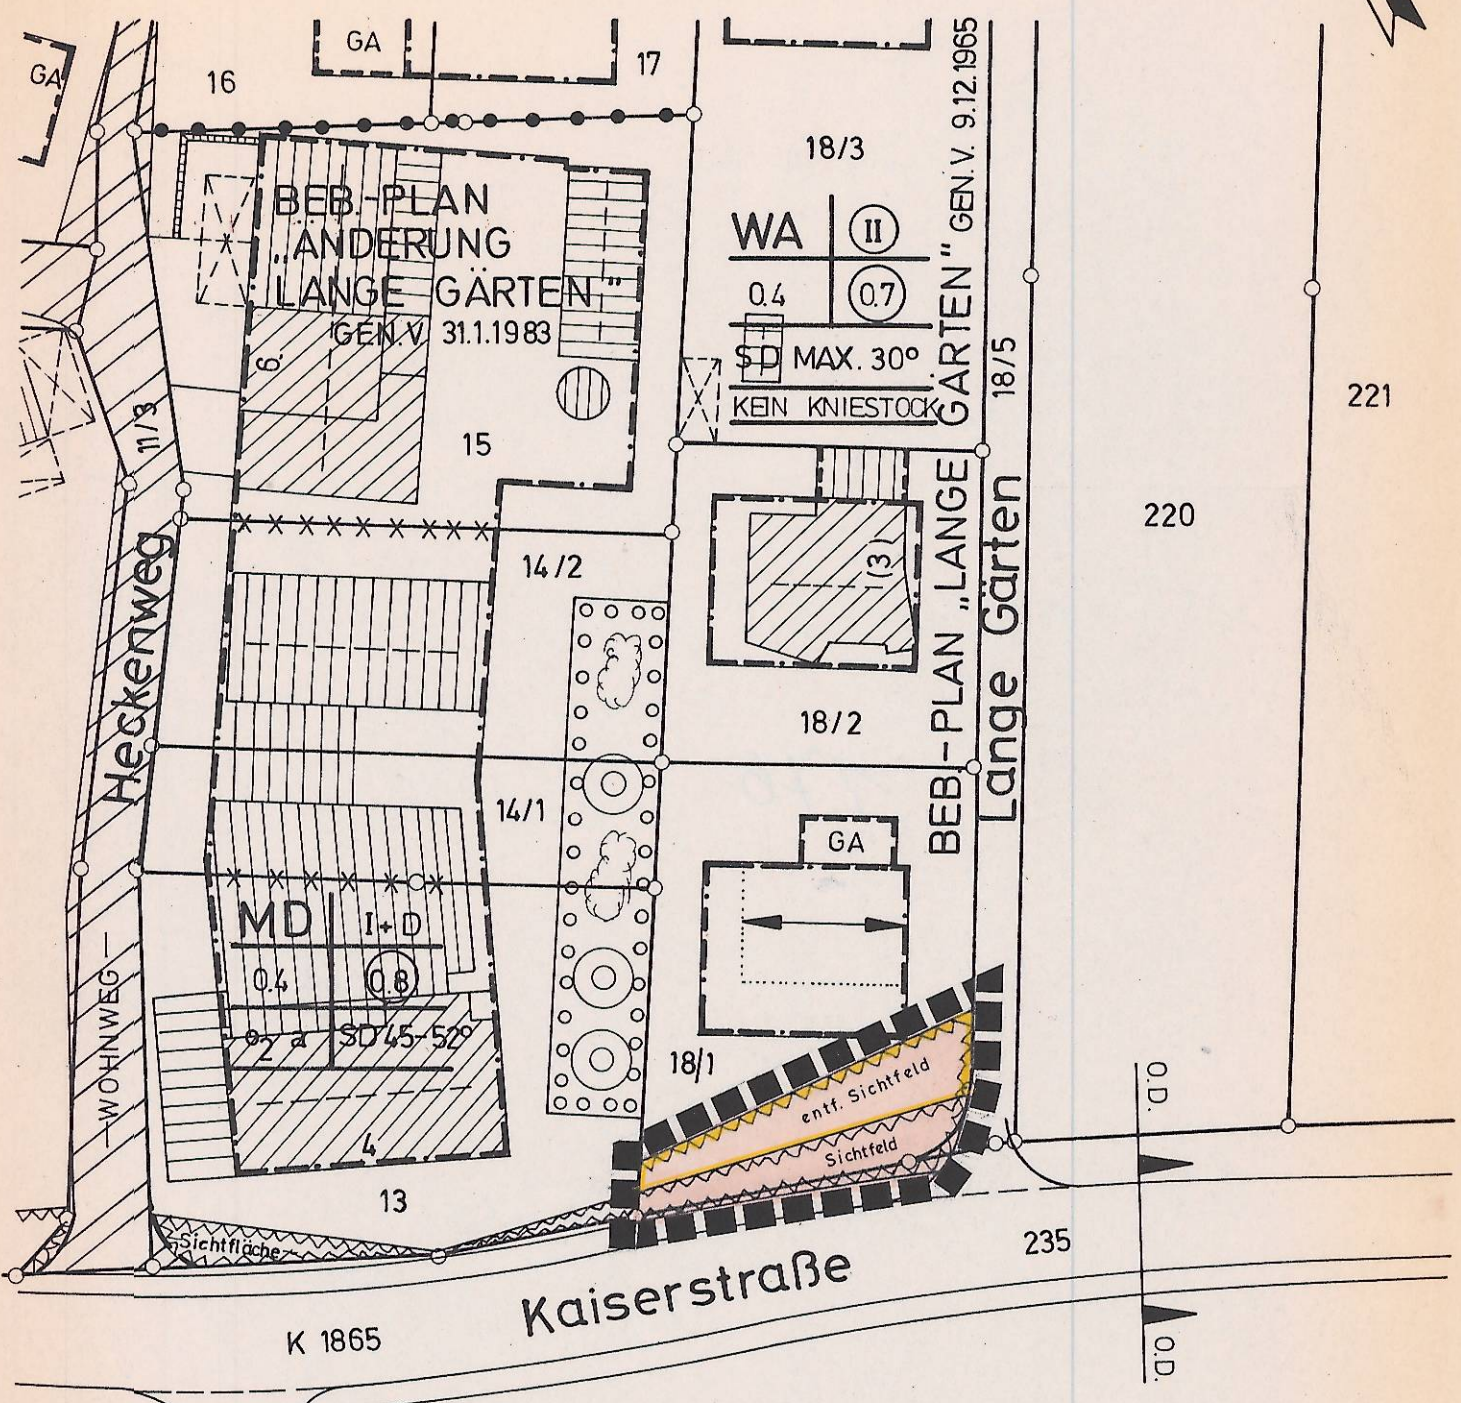 GA
GA
16
17
BEB.-PLAN
ÄNDERUNG
„LANGE GÄRTEN"
GEN.V. 31.1.1983
6.
15
11/3
Heckenweg
—WOHNWEG—
18/3
WA
II
0.4
0.7
SD MAX. 30°
KEIN KNIESTOCK
BEB.-PLAN „LANGE GÄRTEN" GEN.V. 9.12.1965
18/5
Lange Gärten
220
221
14/2
(3)
18/2
14/1
GA
MD
I+D
0.4
0.8
a
SD 45-52°
4
13
18/1
entf. Sichtfeld
Sichtfeld
Sichtfläche
O.D.
O.D.
235
Kaiserstraße
K 1865